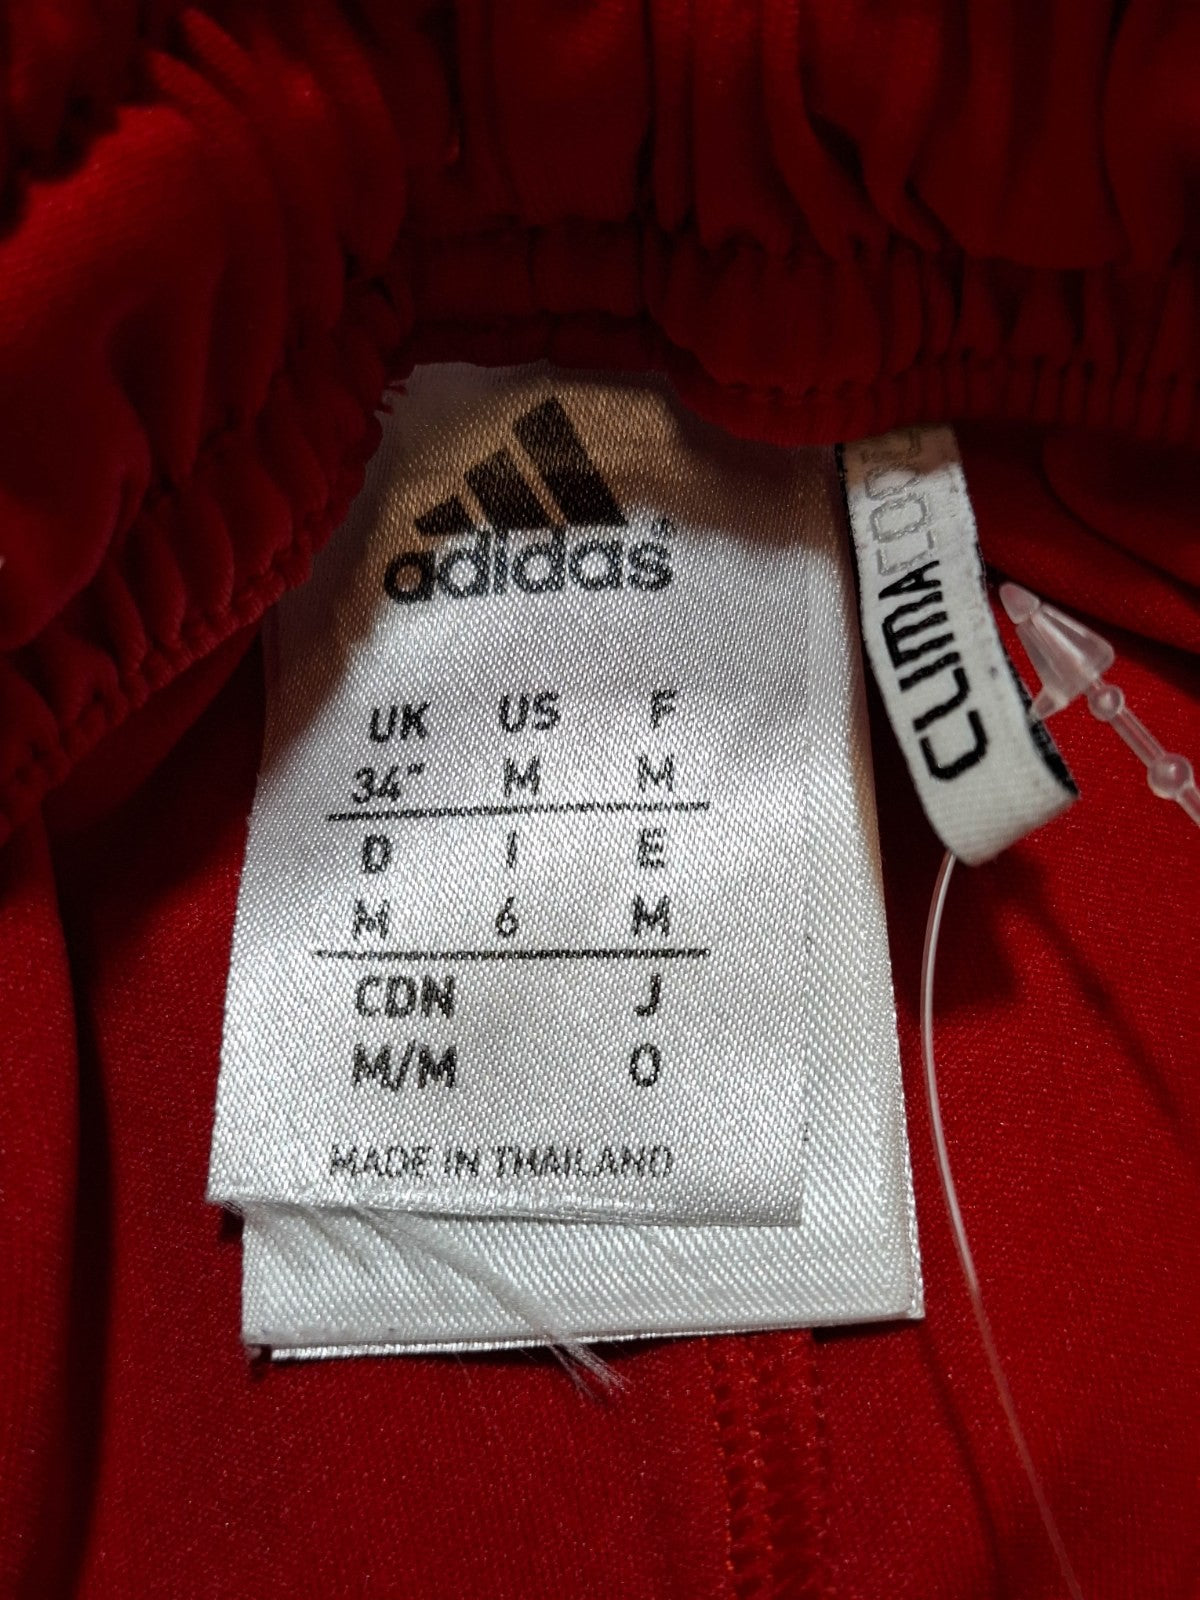 adidas®
UK US F
34" M M
D I E
M 6 M
CDN J
M/M O
MADE IN THAILAND
CLIMACOOL